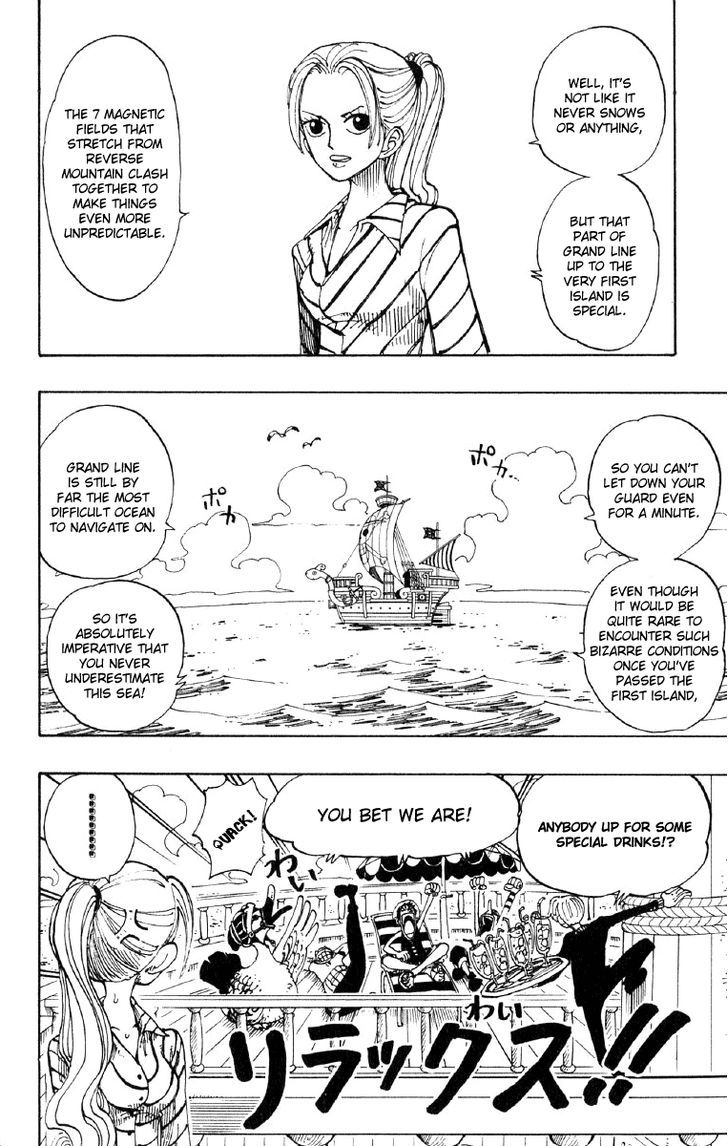 WELL, IT'S
NOT LIKE IT
NEVER SNOWS
OR ANYTHING,
BUT THAT
PART OF
GRAND LINE
UP TO THE
VERY FIRST
ISLAND IS
SPECIAL.
THE 7 MAGNETIC
FIELDS THAT
STRETCH FROM
REVERSE
MOUNTAIN CLASH
TOGETHER TO
MAKE THINGS
EVEN MORE
UNPREDICTABLE.
SO YOU CAN'T
LET DOWN YOUR
GUARD EVEN
FOR A MINUTE.
EVEN THOUGH
IT WOULD BE
QUITE RARE TO
ENCOUNTER SUCH
BIZARRE CONDITIONS
ONCE YOU'VE
PASSED THE
FIRST ISLAND,
ポカ...
ポカ
GRAND LINE
IS STILL BY
FAR THE MOST
DIFFICULT OCEAN
TO NAVIGATE ON.
SO IT'S
ABSOLUTELY
IMPERATIVE THAT
YOU NEVER
UNDERESTIMATE
THIS SEA!
ANYBODY UP FOR SOME
SPECIAL DRINKS!?
YOU BET WE ARE!
QUACK!
わい
わい
リラックス!!!
........